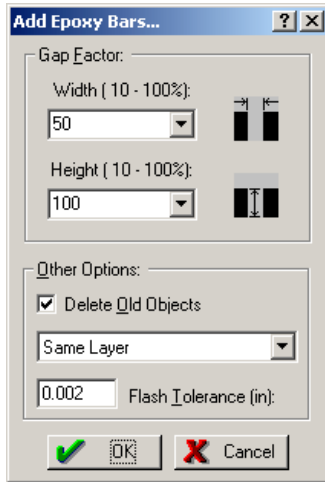 Add Epoxy Bars...
Gap Factor:
Width ( 10 - 100%):
50
Height ( 10 - 100%):
100
Other Options:
Delete Old Objects
Same Layer
0.002 Flash Tolerance (in):
OK Cancel